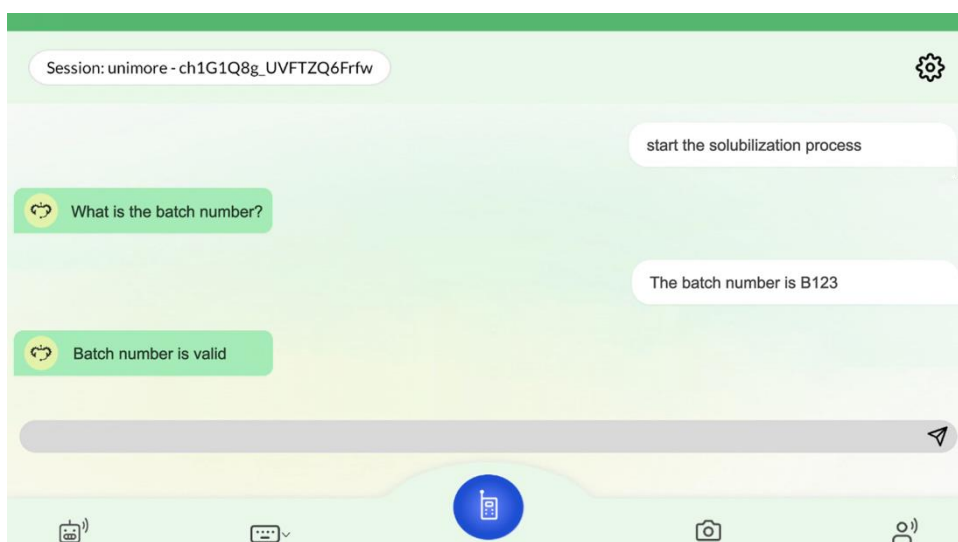 Session: unimore - ch1G1Q8g_UVFTZQ6Frfw
start the solubilization process
What is the batch number?
The batch number is B123
Batch number is valid